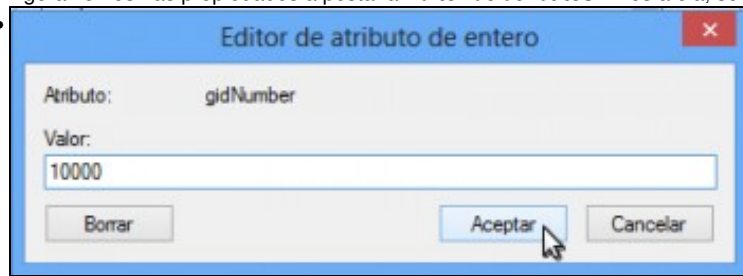 Editor de atributo de entero
Atributo: gidNumber
Valor:
10000
Borrar Aceptar Cancelar